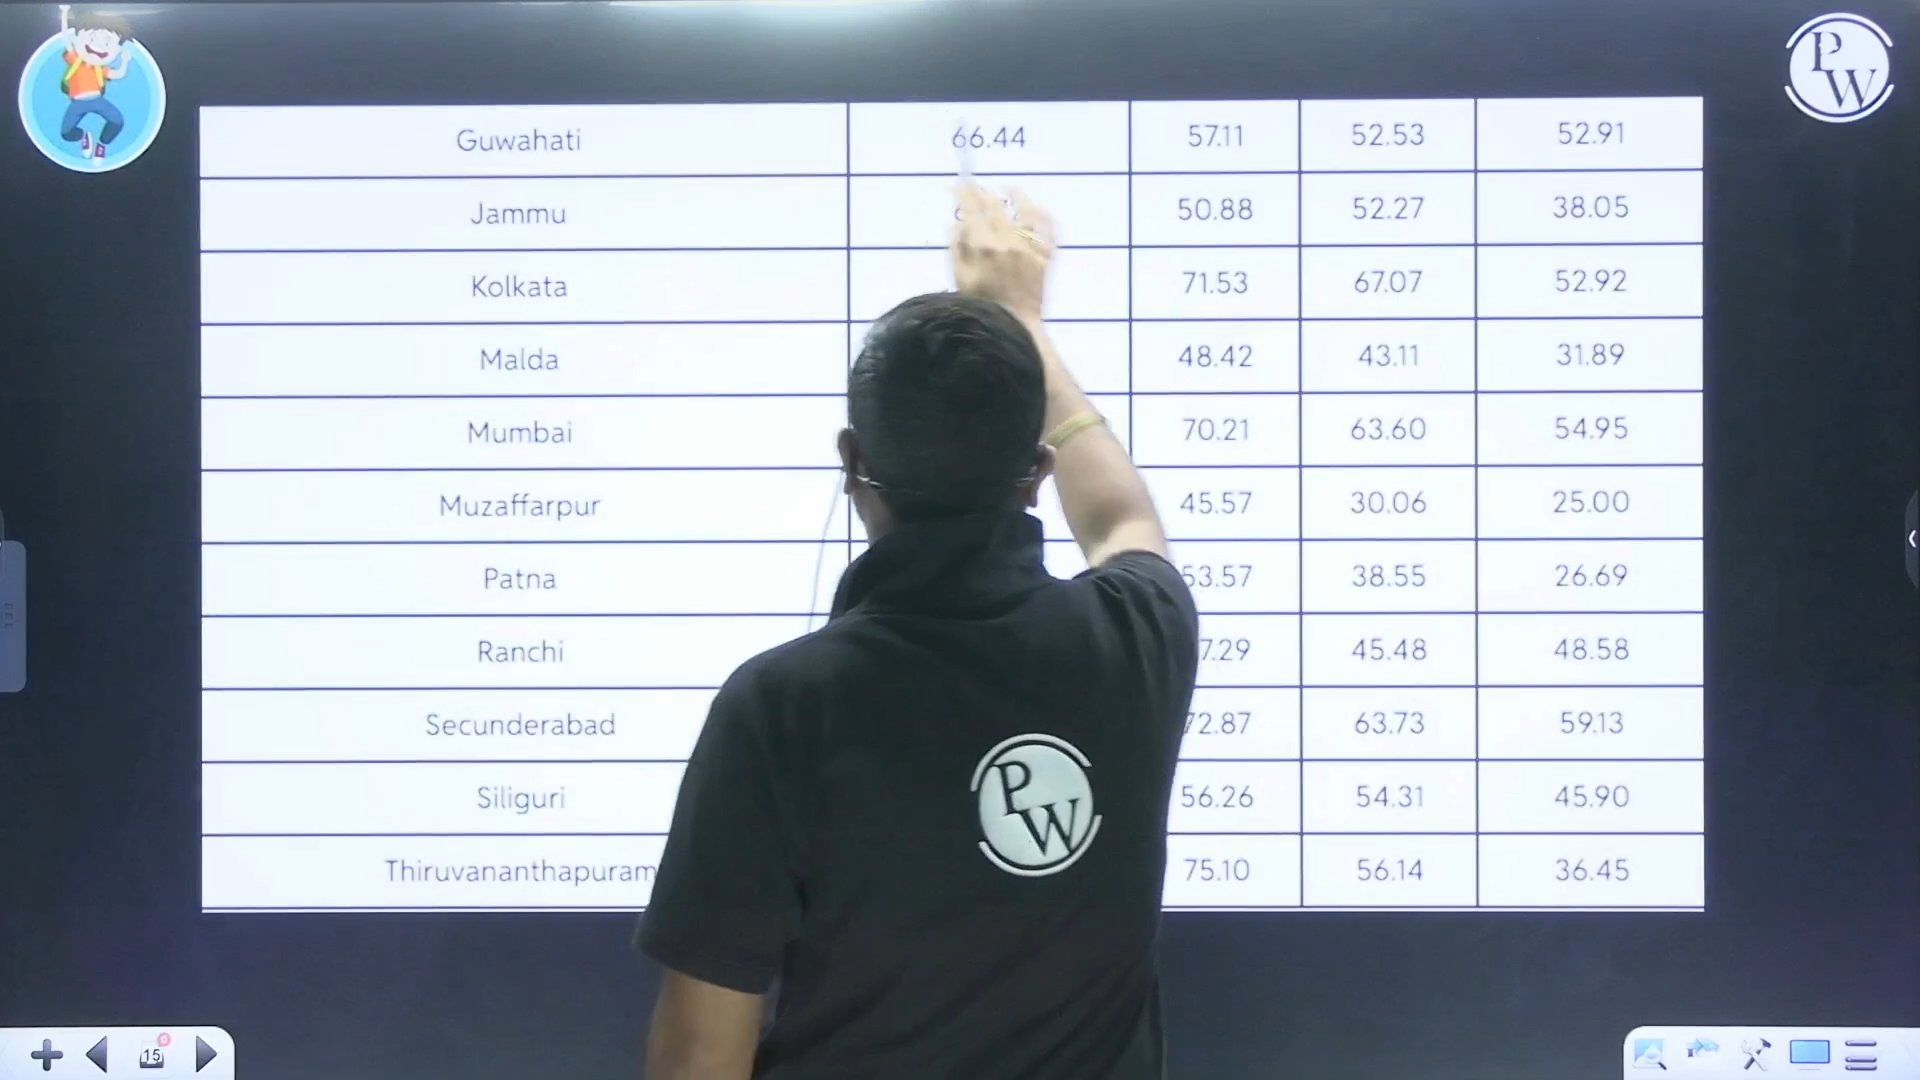 PW
Guwahati 66.44 57.11 52.53 52.91
Jammu 50.88 52.27 38.05
Kolkata 71.53 67.07 52.92
Malda 48.42 43.11 31.89
Mumbai 70.21 63.60 54.95
Muzaffarpur 45.57 30.06 25.00
Patna 53.57 38.55 26.69
Ranchi 45.48 48.58
Secunderabad 72.87 63.73 59.13
Siliguri 56.26 54.31 45.90
Thiruvananthapuram 75.10 56.14 36.45
PW
15